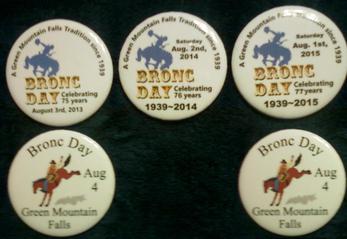 A Green Mountain Falls Tradition since 1939
BRONC
DAY Celebrating
75 years
August 3rd, 2013
A Green Mountain Falls Tradition since 1939
Saturday
Aug. 2nd,
2014
BRONC
DAY Celebrating
76 years
1939~2014
A Green Mountain Falls Tradition since 1939
Saturday
Aug. 1st,
2015
BRONC
DAY Celebrating
77 years
1939~2015
Bronc Day
Aug
4
Green Mountain
Falls
Bronc Day
Aug
4
Green Mountain
Falls